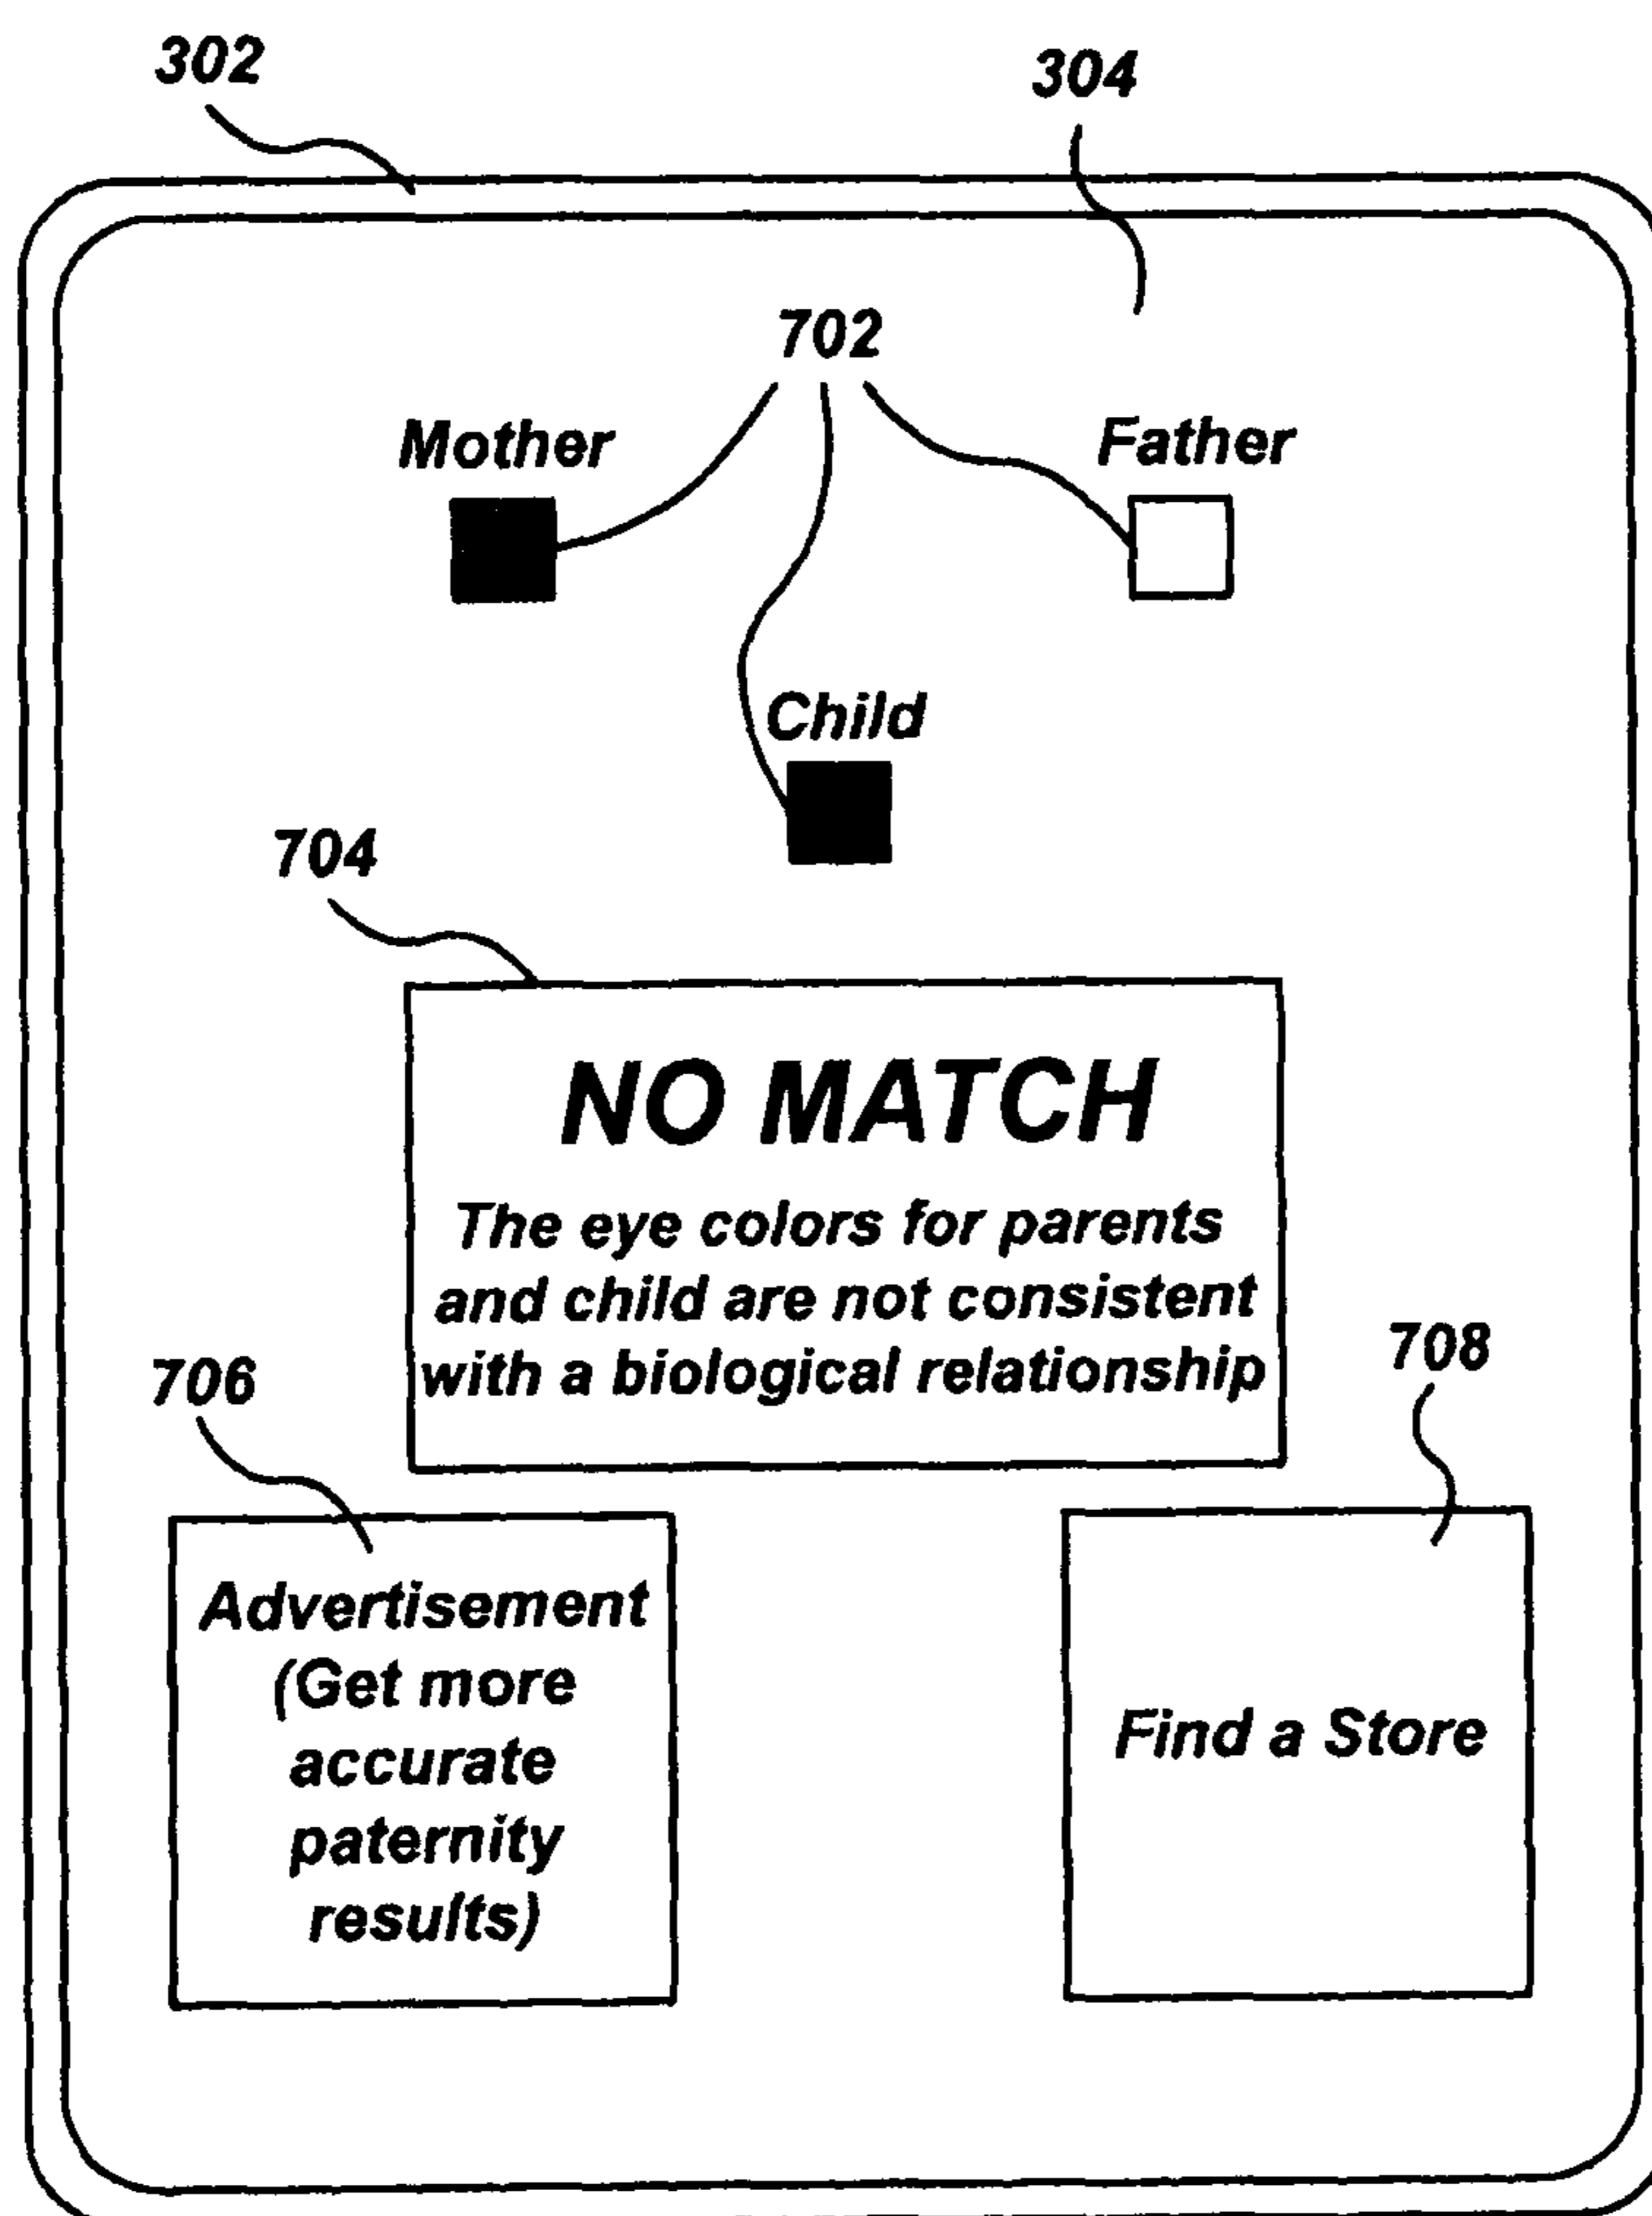 302
304
702
Mother
Father
Child
704
NO MATCH
The eye colors for parents
and child are not consistent
with a biological relationship
706
708
Advertisement
(Get more
accurate
paternity
results)
Find a Store